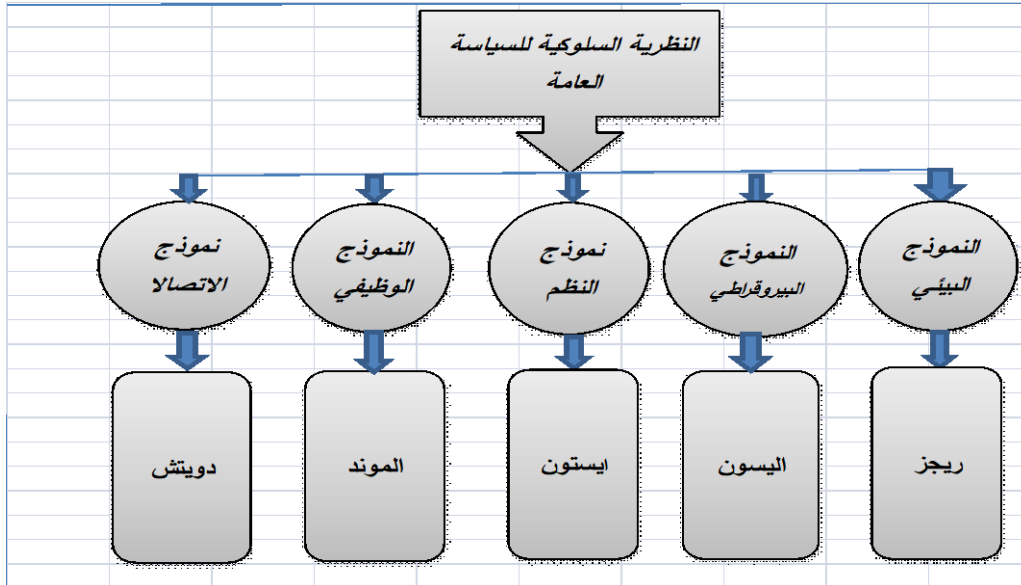 النظرية السلوكية للسياسة
العامة
النموذج
البيئي
النموذج
البيروقراطي
نموذج
النظم
النموذج
الوظيفي
نموذج
الاتصالا
ريجز
اليسون
ايستون
الموند
دويتش